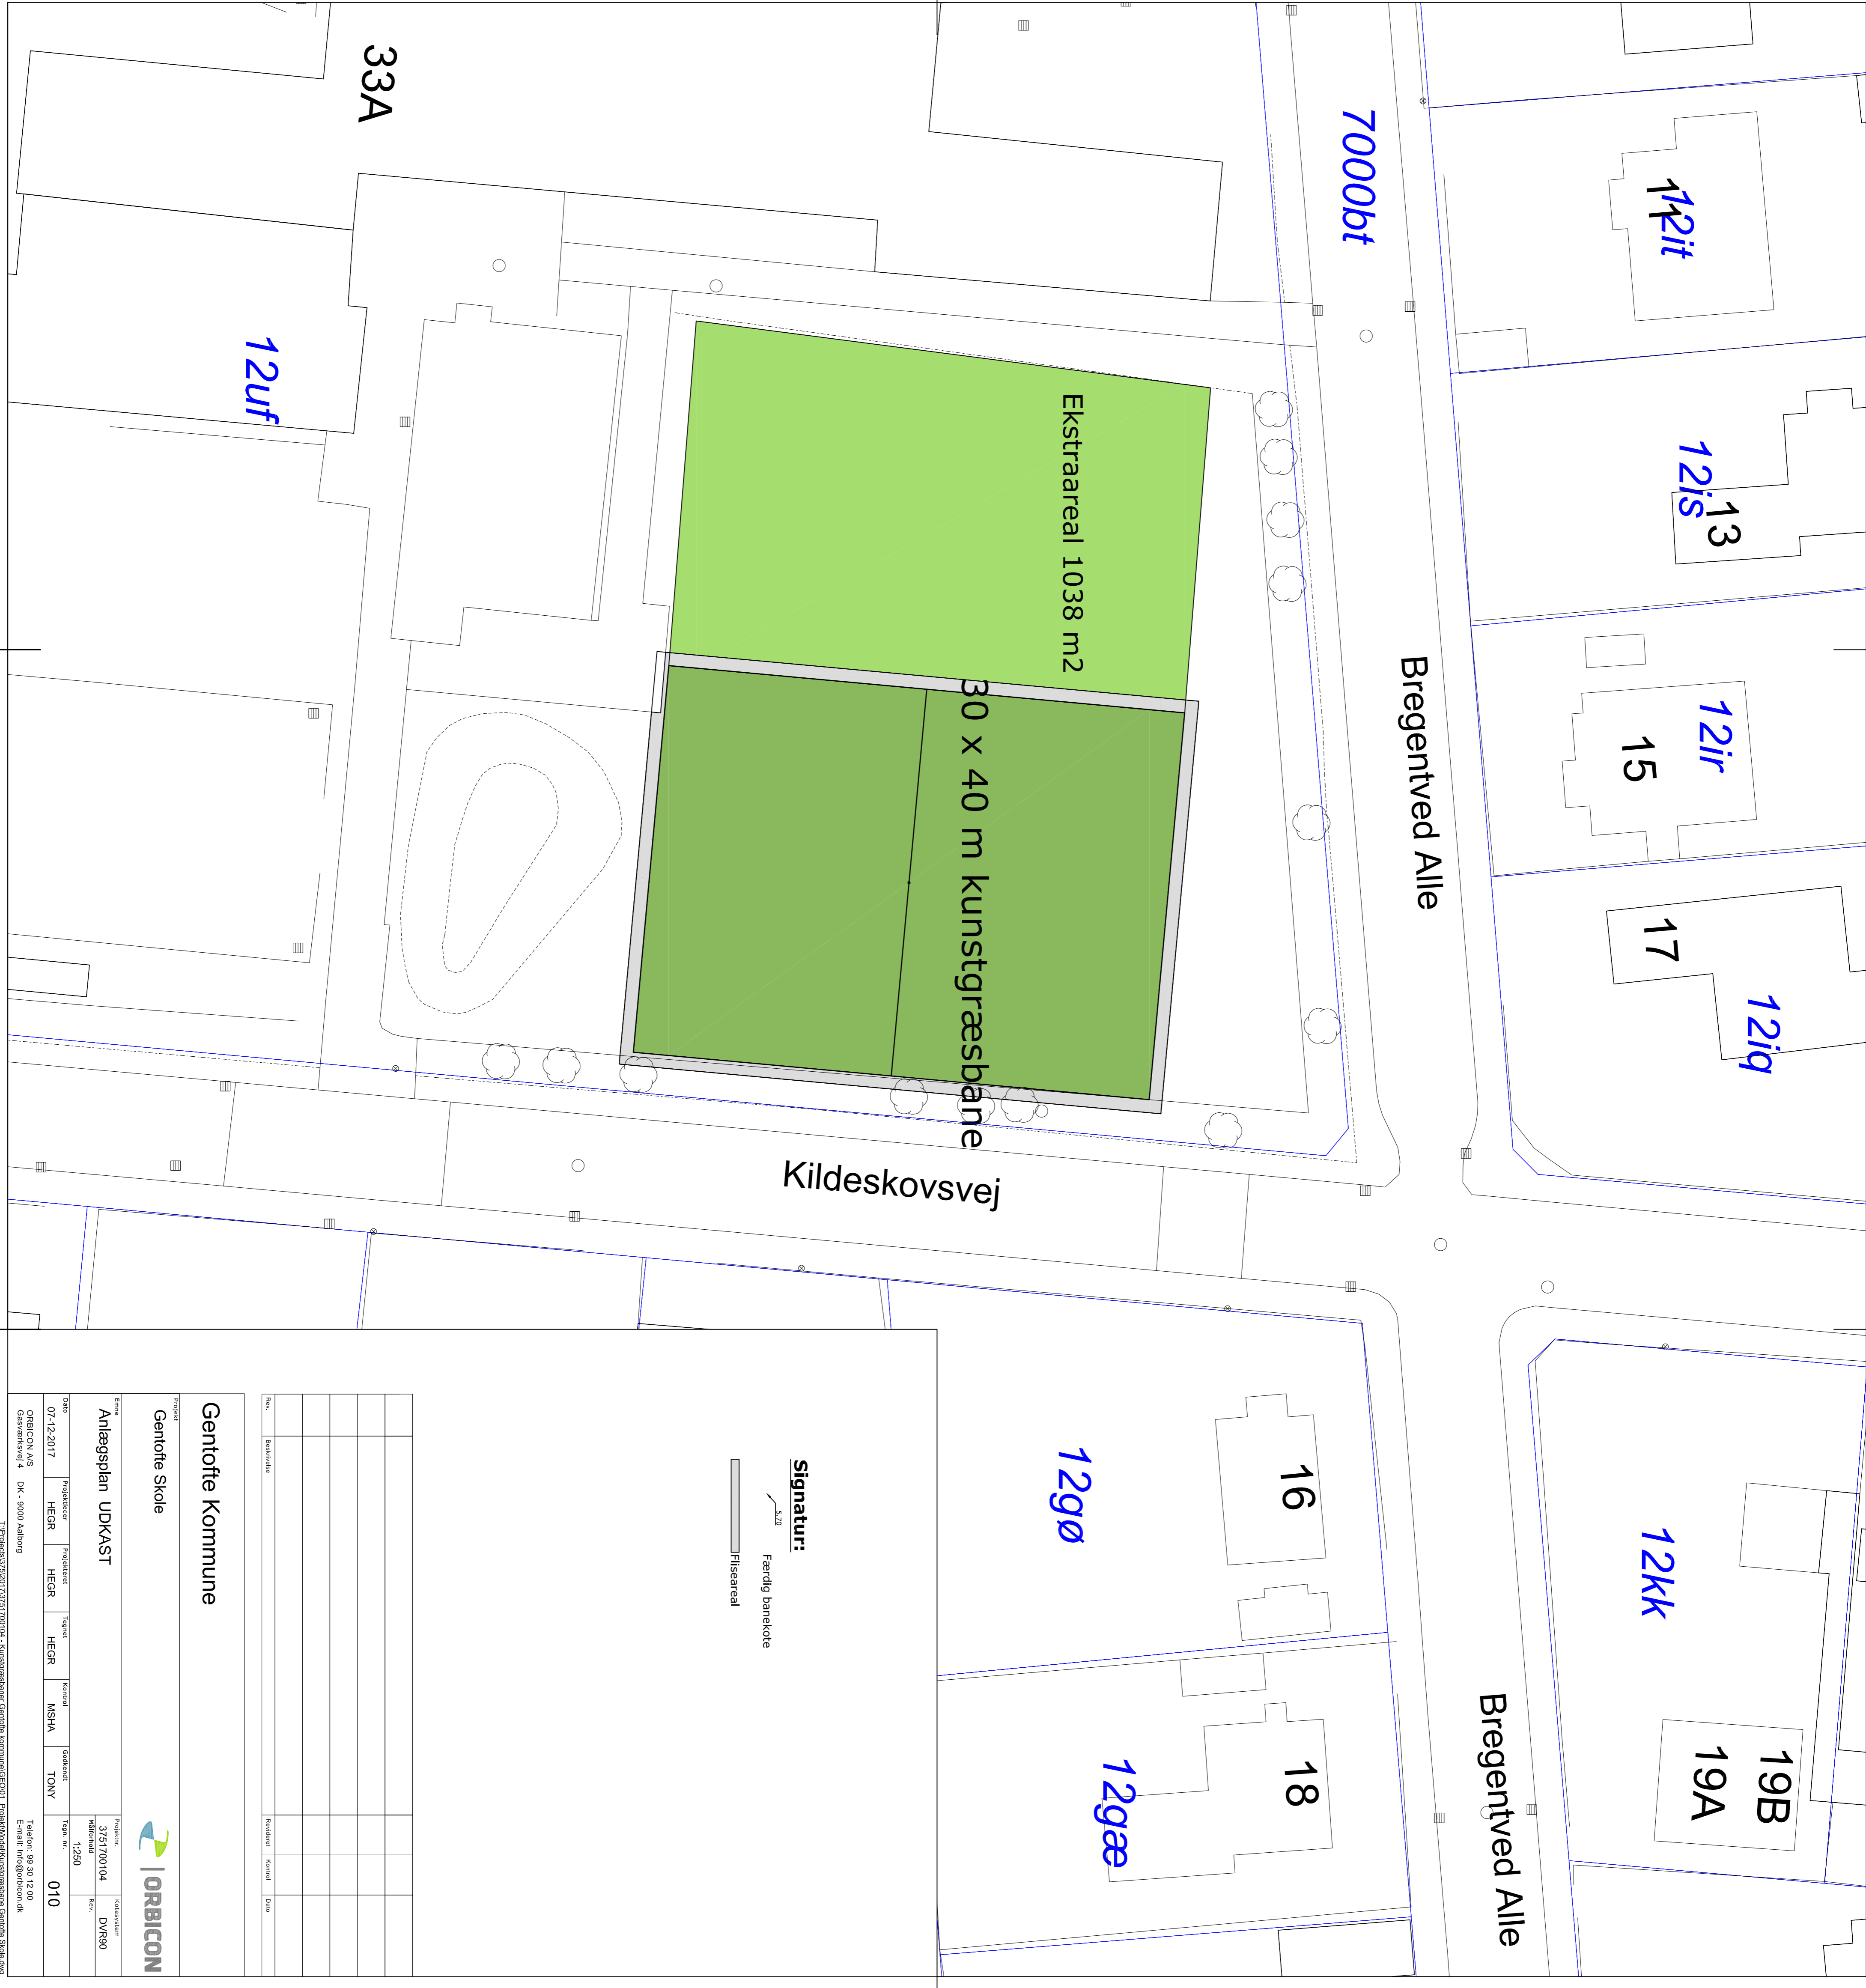 33A
7000bt
11
12it
12uf
12is
13
Ekstraareal 1038 m2
Bregentved Alle
12ir
15
30 x 40 m kunstgræsbane
17
12iq
Kildeskovsvej
16
12gø
12kk
18
12gæ
19B
19A
Bregentved Alle
Signatur:
5.70
Færdig banekote
Fliseareal
Rev.
Beskrivelse
Revideret
Kontrol
Dato
Gentofte Kommune
Projekt
Gentofte Skole
ORBICON
Emne
Anlægsplan UDKAST
Projektnr.
3751700104
Kotesystem
DVR90
Målforhold
1:250
Rev.
Dato
07-12-2017
Projektleder
HEGR
Projekteret
HEGR
Tegnet
HEGR
Kontrol
MSHA
Godkendt
TONY
Tegn. nr.
010
ORBICON A/S
Gasværksvej 4 DK - 9000 Aalborg
Telefon: 99 30 12 00
E-mail: info@orbicon.dk